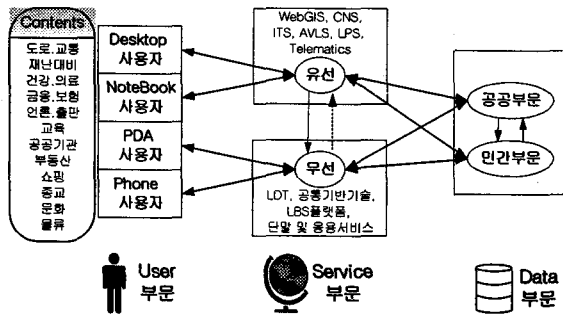 Contents
도로.교통
재난대비
건강.의료
금융.보험
언론.출판
교육
공공기관
부동산
쇼핑
종교
문화
물류
Desktop
사용자
NoteBook
사용자
PDA
사용자
Phone
사용자
WebGIS, CNS,
ITS, AVLS, LPS,
Telematics
유선
무선
LDT, 공통기반기술,
LBS플랫폼,
단말 및 응용서비스
공공부문
민간부문
User
부문
Service
부문
Data
부문